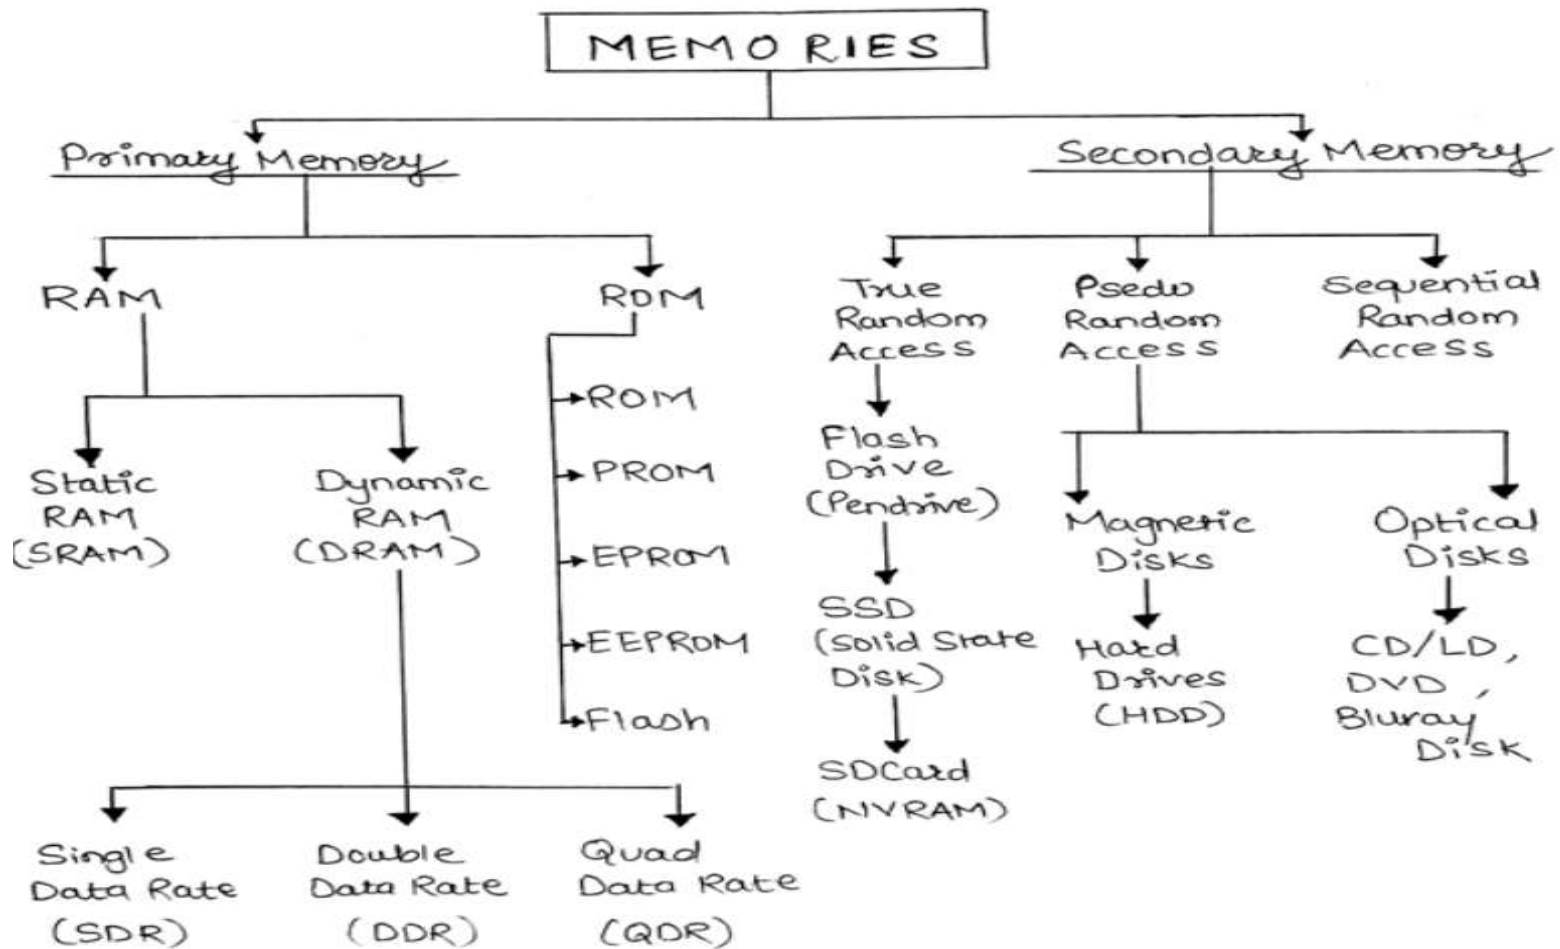 MEMORIES
Primary Memory
Secondary Memory
RAM
ROM
True
Random
Access
Psedo
Random
Access
Sequential
Random
Access
ROM
PROM
EPROM
EEPROM
Flash
Static
RAM
(SRAM)
Dynamic
RAM
(DRAM)
Flash
Drive
(Pendrive)
SSD
(Solid State
Disk)
SDCard
(NVRAM)
Magnetic
Disks
Hard
Drives
(HDD)
Optical
Disks
CD/LD,
DVD,
Bluray
Disk
Single
Data Rate
(SDR)
Double
Data Rate
(DDR)
Quad
Data Rate
(QDR)